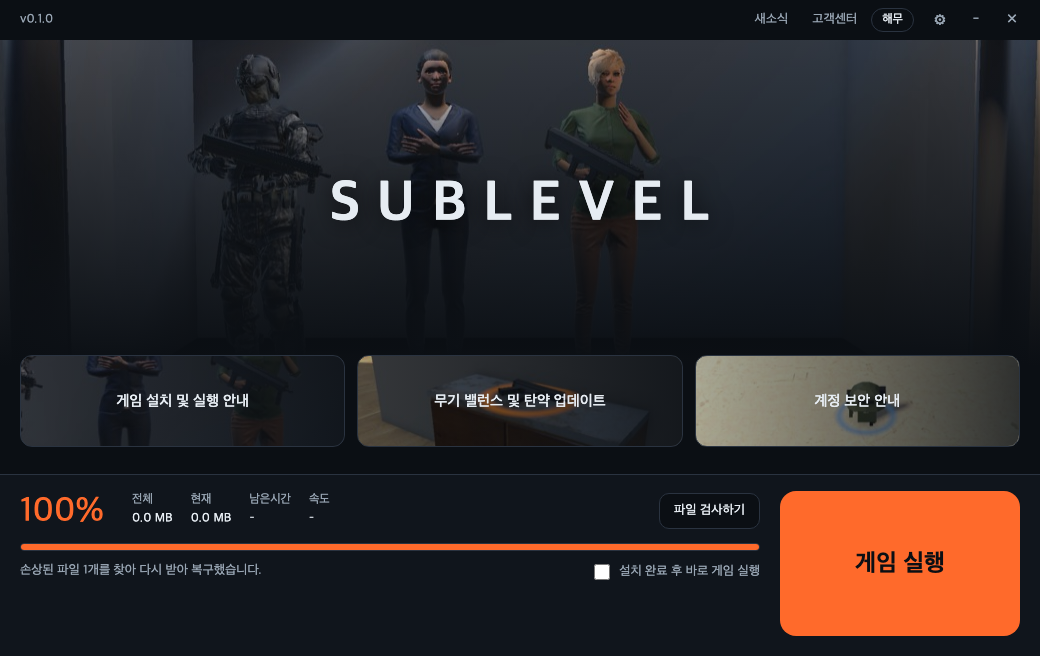 v0.1.0
새소식 고객센터 해무
SUBLEVEL
게임 설치 및 실행 안내
무기 밸런스 및 탄약 업데이트
계정 보안 안내
100%
전체 현재 남은시간 속도
0.0 MB 0.0 MB - -
파일 검사하기
게임 실행
손상된 파일 1개를 찾아 다시 받아 복구했습니다.
설치 완료 후 바로 게임 실행